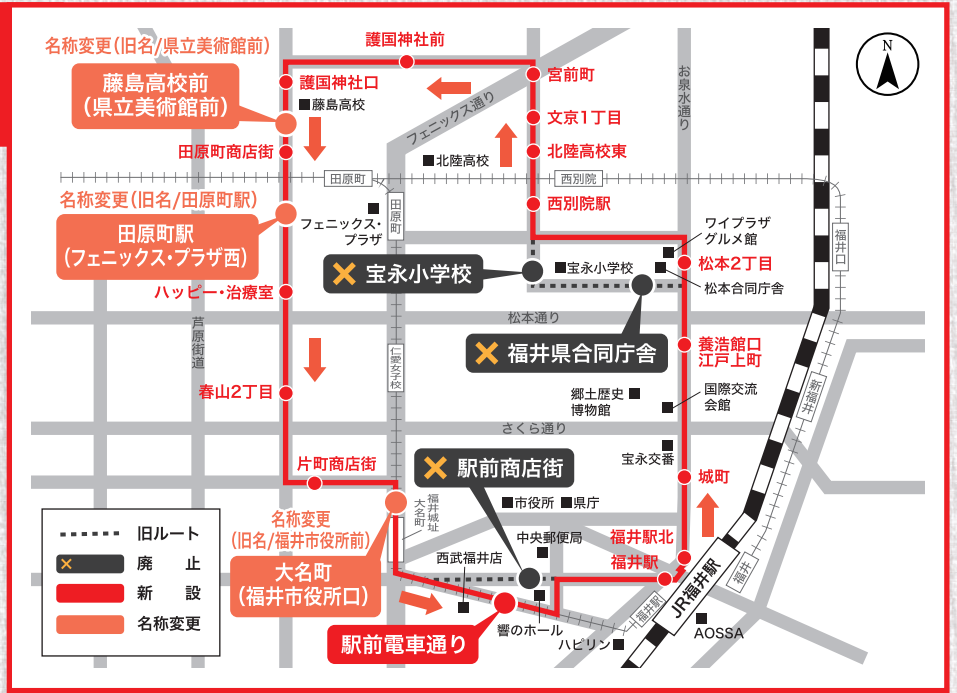 名称変更(旧名/県立美術館前)
藤島高校前
(県立美術館前)
護国神社前
護国神社口
■藤島高校
宮前町
文京1丁目
お泉水通り
N
フェニックス通り
田原町商店街
■北陸高校
北陸高校東
田原町
西別院
名称変更(旧名/田原町駅)
田原町駅
(フェニックス・プラザ西)
フェニックス・
プラザ
田原町
西別院駅
ワイプラザ
グルメ館
福井口
宝永小学校
■宝永小学校
松本2丁目
松本合同庁舎
ハッピー・治療室
芦原街道
松本通り
仁愛女子校
福井県合同庁舎
養浩館口
江戸上町
新福井
春山2丁目
郷土歴史
博物館
国際交流
会館
さくら通り
宝永交番
片町商店街
駅前商店街
城町
福井城址
大名町
■市役所 ■県庁
名称変更
(旧名/福井市役所前)
大名町
(福井市役所口)
中央郵便局
福井駅北
福井駅
西武福井店
JR福井駅
福井
福井駅
駅前電車通り
響のホール
ハピリン
AOSSA
旧ルート
廃 止
新 設
名称変更